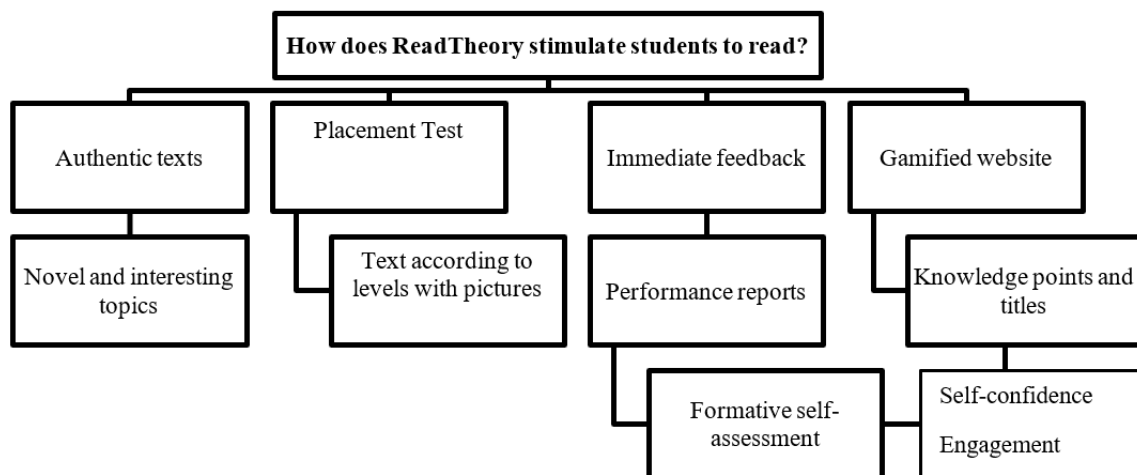 How does ReadTheory stimulate students to read?
Authentic texts
Placement Test
Immediate feedback
Gamified website
Novel and interesting
topics
Text according to
levels with pictures
Performance reports
Knowledge points and
titles
Formative self-
assessment
Self-confidence
Engagement